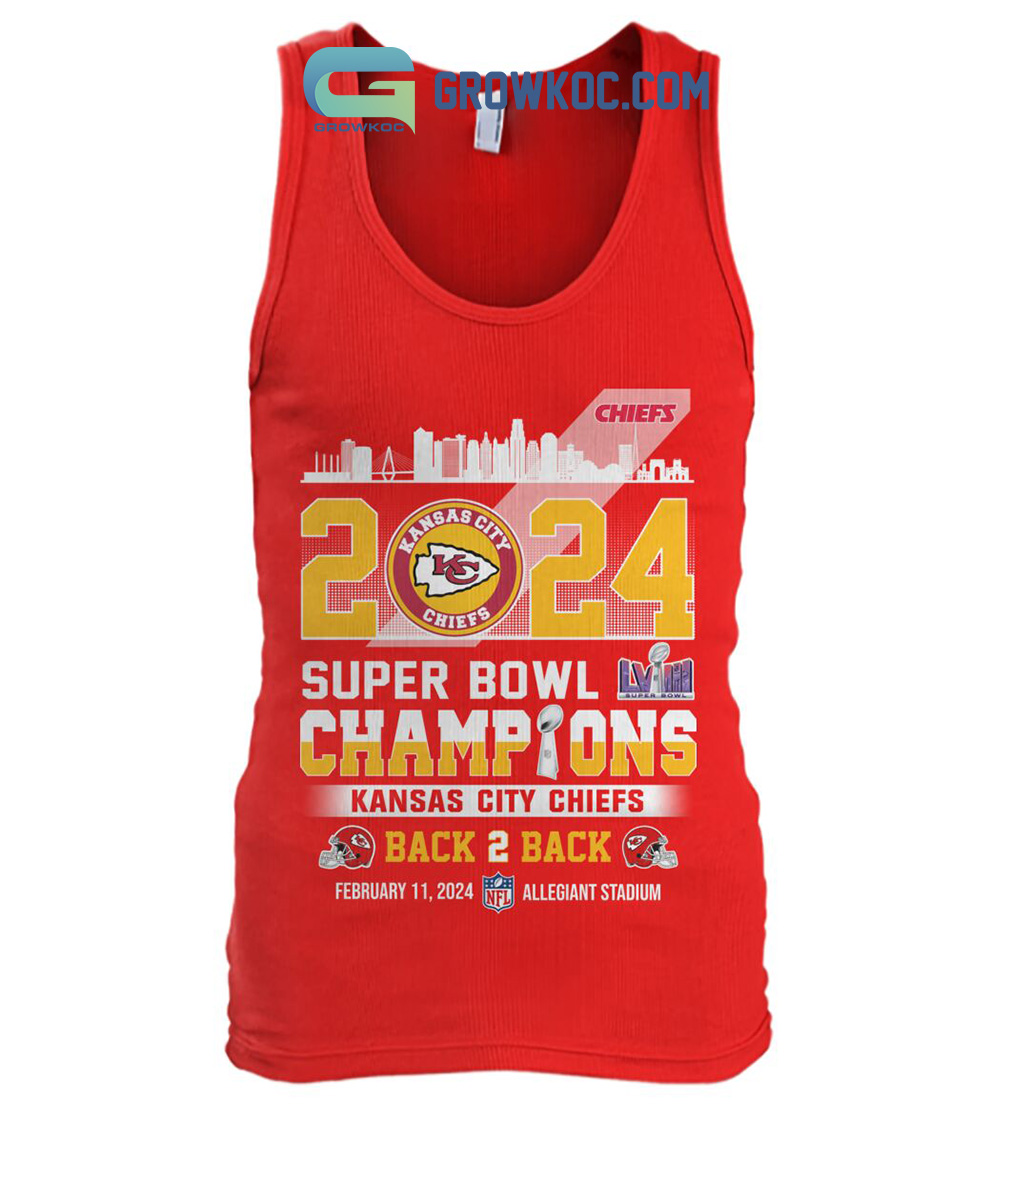 GROWKOC.COM
GROWKOC
CHIEFS
2024
KANSAS CITY
KC
CHIEFS
SUPER BOWL LVIII
SUPER BOWL
CHAMPIONS
KANSAS CITY CHIEFS
BACK 2 BACK
FEBRUARY 11, 2024 NFL ALLEGIANT STADIUM